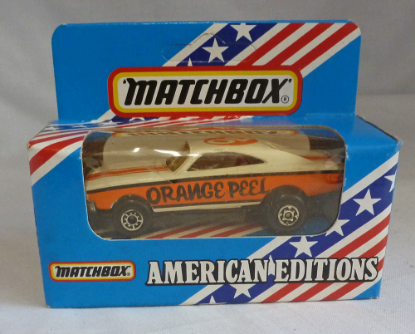 MATCHBOX®
ORANGE PEEL
MATCHBOX
AMERICAN EDITIONS